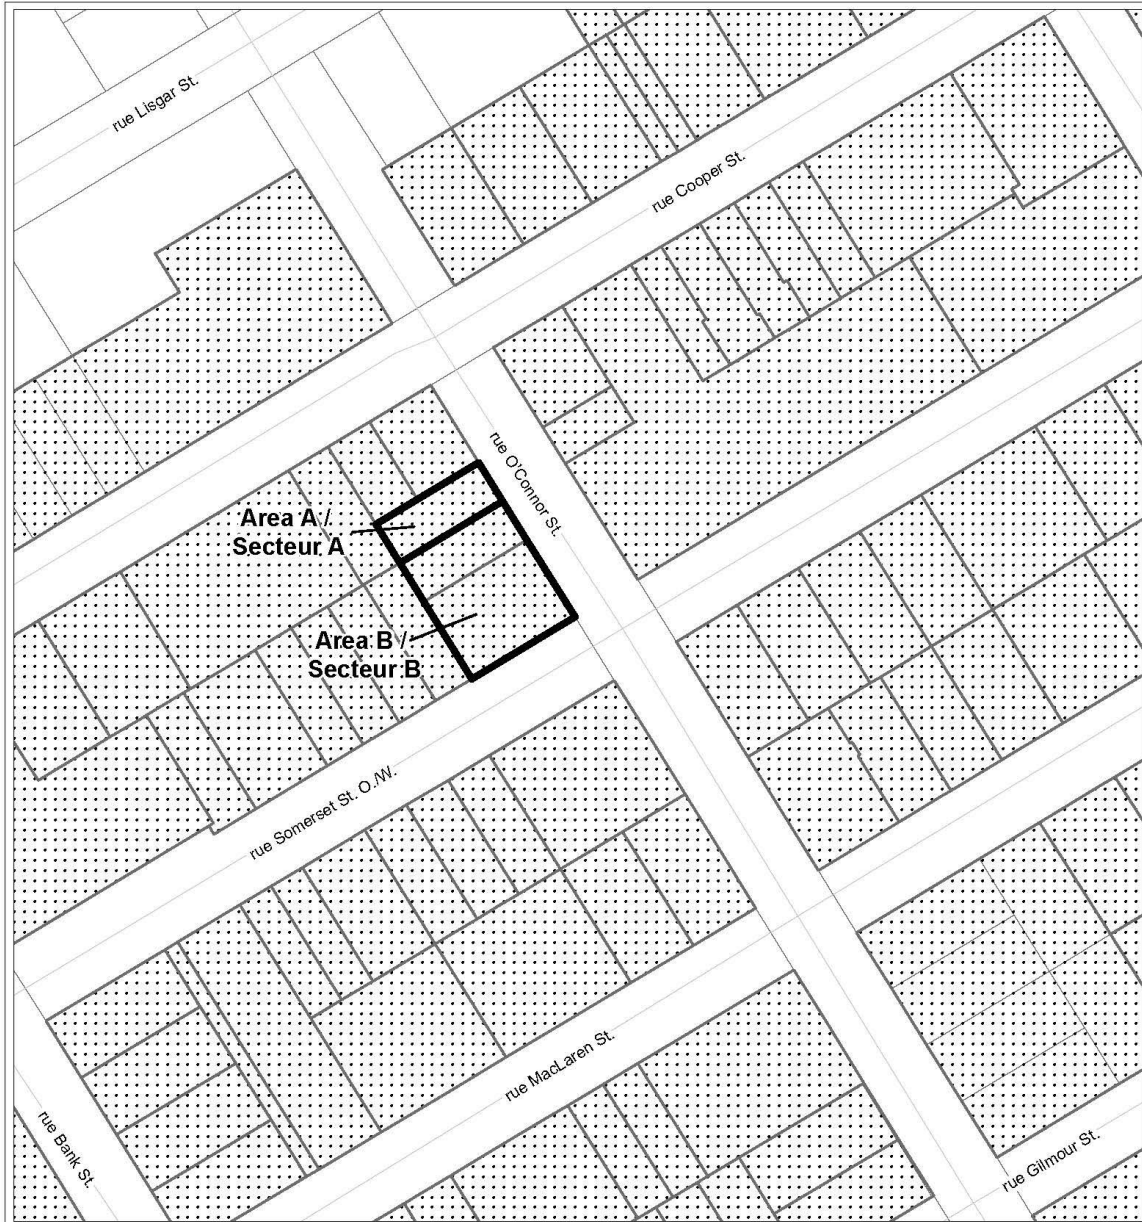 rue Lisgar St.
rue Cooper St.
rue O'Connor St.
Area A /
Secteur A
Area B /
Secteur B
rue Somerset St. O./W.
rue MacLaren St.
rue Bank St.
rue Gilmour St.